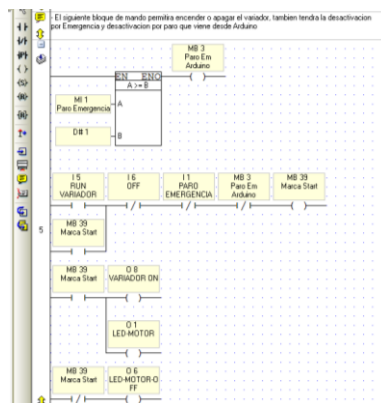 - El siguiente bloque de mando permitira encender o apagar el variador, tambien tendra la desactivacion
por Emergencia y desactivacion por paro que viene desde Arduino
MB 3
Paro Em
Arduino
EN ENO
A >= B
MI 1
Paro Emergencia
A
D# 1
B
I 5
RUN
VARIADOR
I 6
OFF
I 1
PARO
EMERGENCIA
MB 3
Paro Em
Arduino
MB 39
Marca Start
MB 39
Marca Start
5
MB 39
Marca Start
O 8
VARIADOR ON
O 1
LED-MOTOR
MB 39
Marca Start
O 6
LED-MOTOR-O
FF